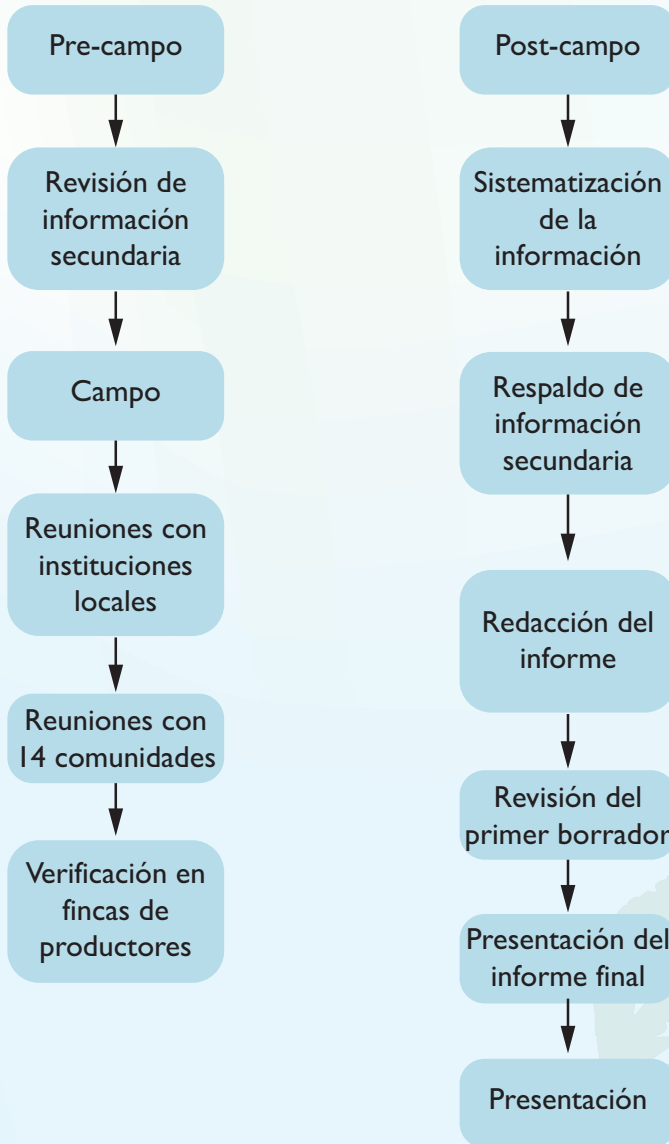 Pre-campo
Revisión de
información
secundaria
Campo
Reuniones con
instituciones
locales
Reuniones con
14 comunidades
Verificación en
fincas de
productores
Post-campo
Sistematización
de la
información
Respaldo de
información
secundaria
Redacción del
informe
Revisión del
primer borrador
Presentación del
informe final
Presentación